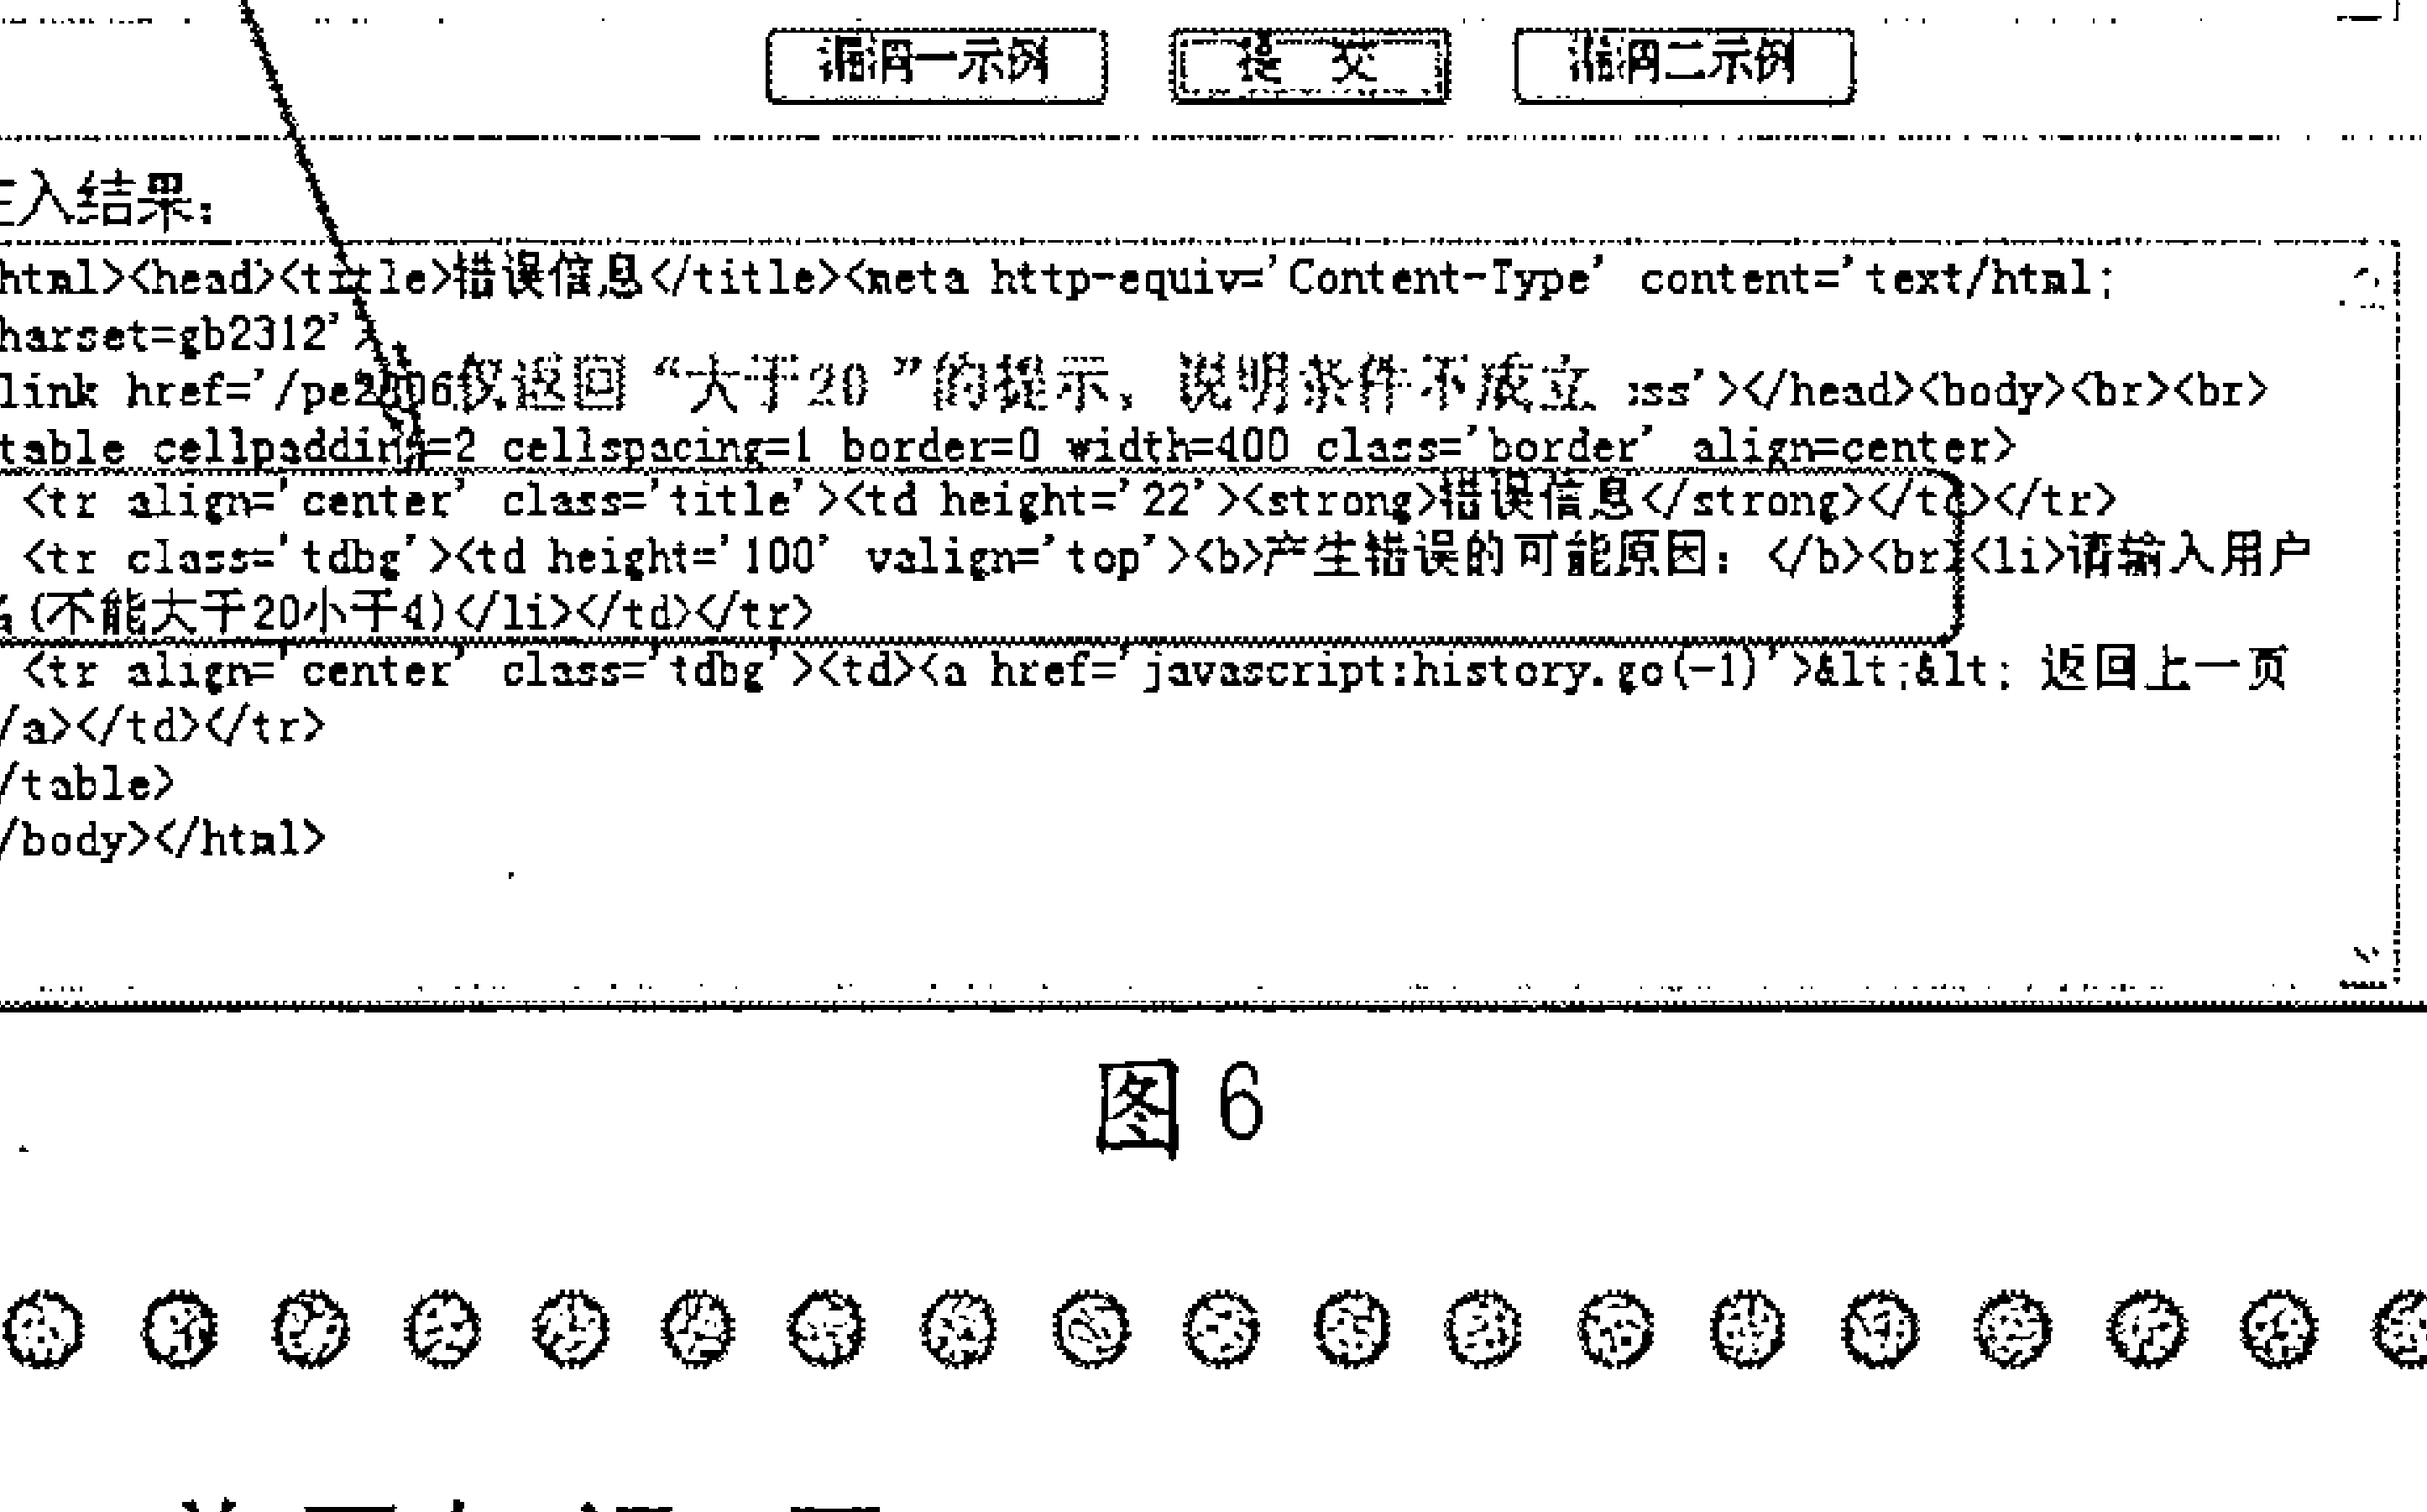 漏洞一示例 提 交 漏洞二示例
注入结果:
html><head><title>错误信息</title><meta http-equiv='Content-Type' content='text/html;
harset=gb2312'>
link href='/pe2006 仅返回“大于20”的提示，说明条件不成立 css'></head><body><br><br>
table cellpadding=2 cellspacing=1 border=0 width=400 class='border' align=center>
<tr align='center' class='title'><td height='22'><strong>错误信息</strong></td></tr>
<tr class='tdbg'><td height='100' valign='top'><b>产生错误的可能原因：</b><br><li>请输入用户
名(不能大于20小于4)</li></td></tr>
<tr align='center' class='tdbg'><td><a href='javascript:history.go(-1)'>&lt;&lt; 返回上一页
/a></td></tr>
/table>
/body></html>
图 6